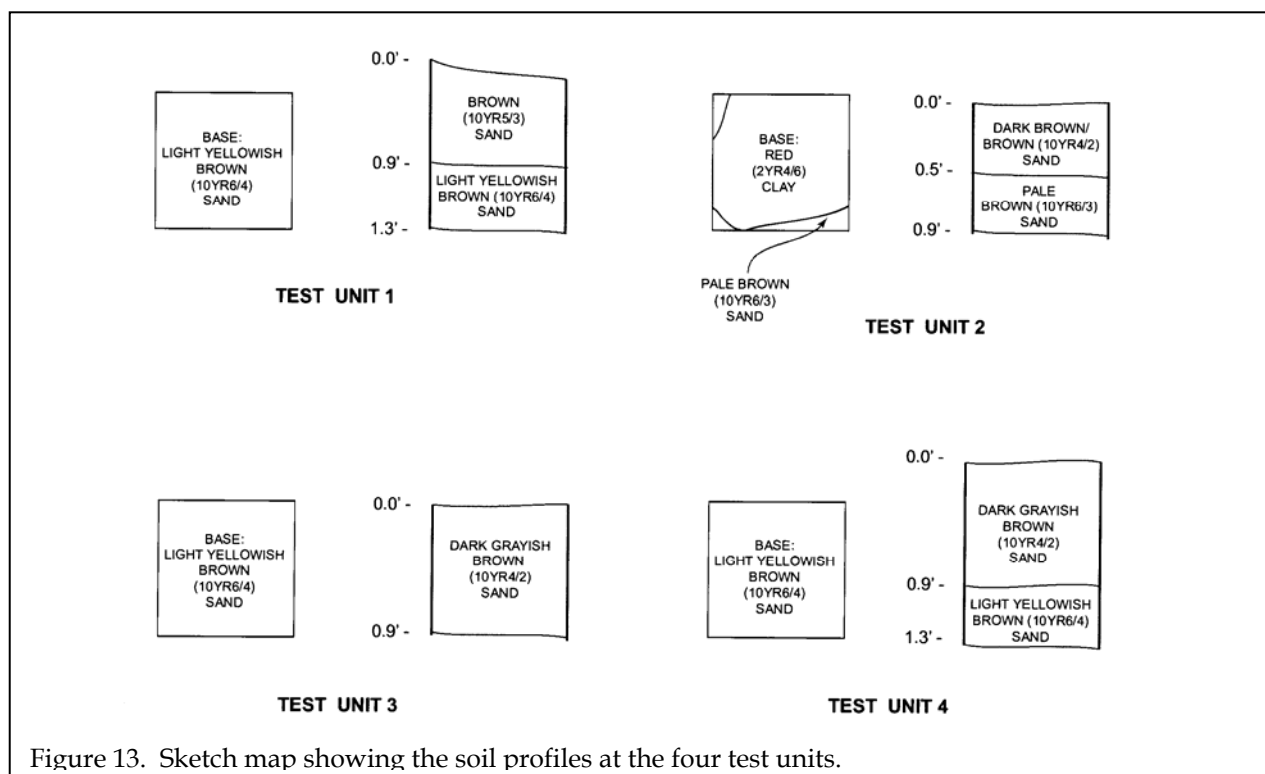 BASE:
LIGHT YELLOWISH
BROWN
(10YR6/4)
SAND
0.0' -
BROWN
(10YR5/3)
SAND
0.9' -
LIGHT YELLOWISH
BROWN (10YR6/4)
SAND
1.3' -
TEST UNIT 1
BASE:
RED
(2YR4/6)
CLAY
PALE BROWN
(10YR6/3)
SAND
0.0' -
DARK BROWN/
BROWN (10YR4/2)
SAND
0.5' -
PALE
BROWN (10YR6/3)
SAND
0.9' -
TEST UNIT 2
BASE:
LIGHT YELLOWISH
BROWN
(10YR6/4)
SAND
0.0' -
DARK GRAYISH
BROWN
(10YR4/2)
SAND
0.9' -
TEST UNIT 3
BASE:
LIGHT YELLOWISH
BROWN
(10YR6/4)
SAND
0.0' -
DARK GRAYISH
BROWN
(10YR4/2)
SAND
0.9' -
LIGHT YELLOWISH
BROWN (10YR6/4)
SAND
1.3' -
TEST UNIT 4
Figure 13. Sketch map showing the soil profiles at the four test units.